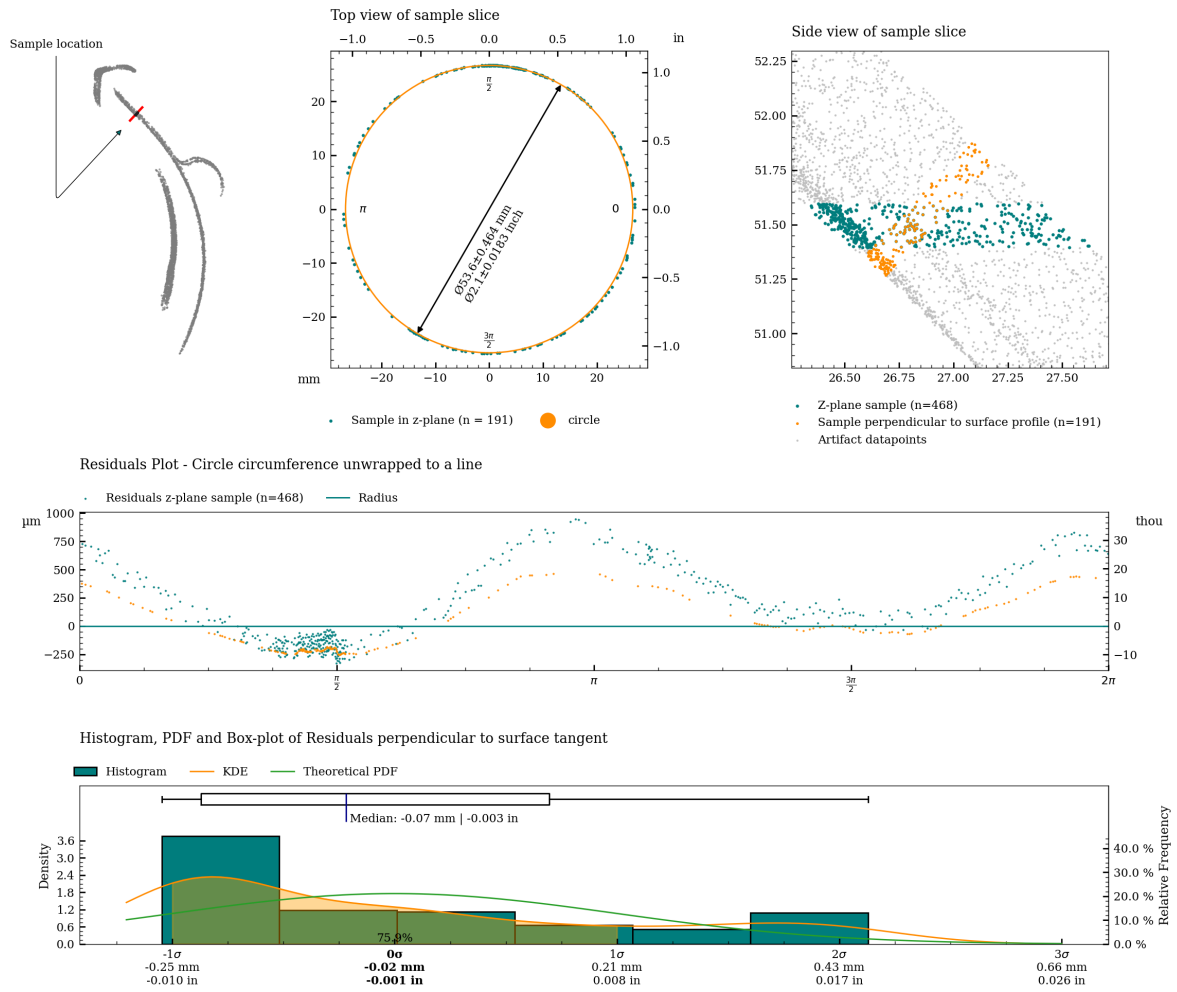 Top view of sample slice
−1.0 −0.5 0.0 0.5 1.0 in
Side view of sample slice
Sample location
52.25
52.00
51.75
51.50
51.25
51.00
26.50 26.75 27.00 27.25 27.50
1.0
0.5
0.0
−0.5
−1.0
20
10
0
−10
−20
π/2
π
0
3π/2
Ø53.6±0.464 mm
Ø2.1±0.0183 inch
mm −20 −10 0 10 20
Sample in z-plane (n = 191) circle
Z-plane sample (n=468)
Sample perpendicular to surface profile (n=191)
Artifact datapoints
Residuals Plot - Circle circumference unwrapped to a line
Residuals z-plane sample (n=468) Radius
µm thou
1000
750
500
250
0
−250
30
20
10
0
−10
0 π/2 π 3π/2 2π
Histogram, PDF and Box-plot of Residuals perpendicular to surface tangent
Histogram KDE Theoretical PDF
Median: -0.07 mm | -0.003 in
Density
3.6
3.0
2.4
1.8
1.2
0.6
0.0
40.0 %
30.0 %
20.0 %
10.0 %
0.0 %
Relative Frequency
75.9%
-1σ 0σ 1σ 2σ 3σ
-0.25 mm -0.02 mm 0.21 mm 0.43 mm 0.66 mm
-0.010 in -0.001 in 0.008 in 0.017 in 0.026 in